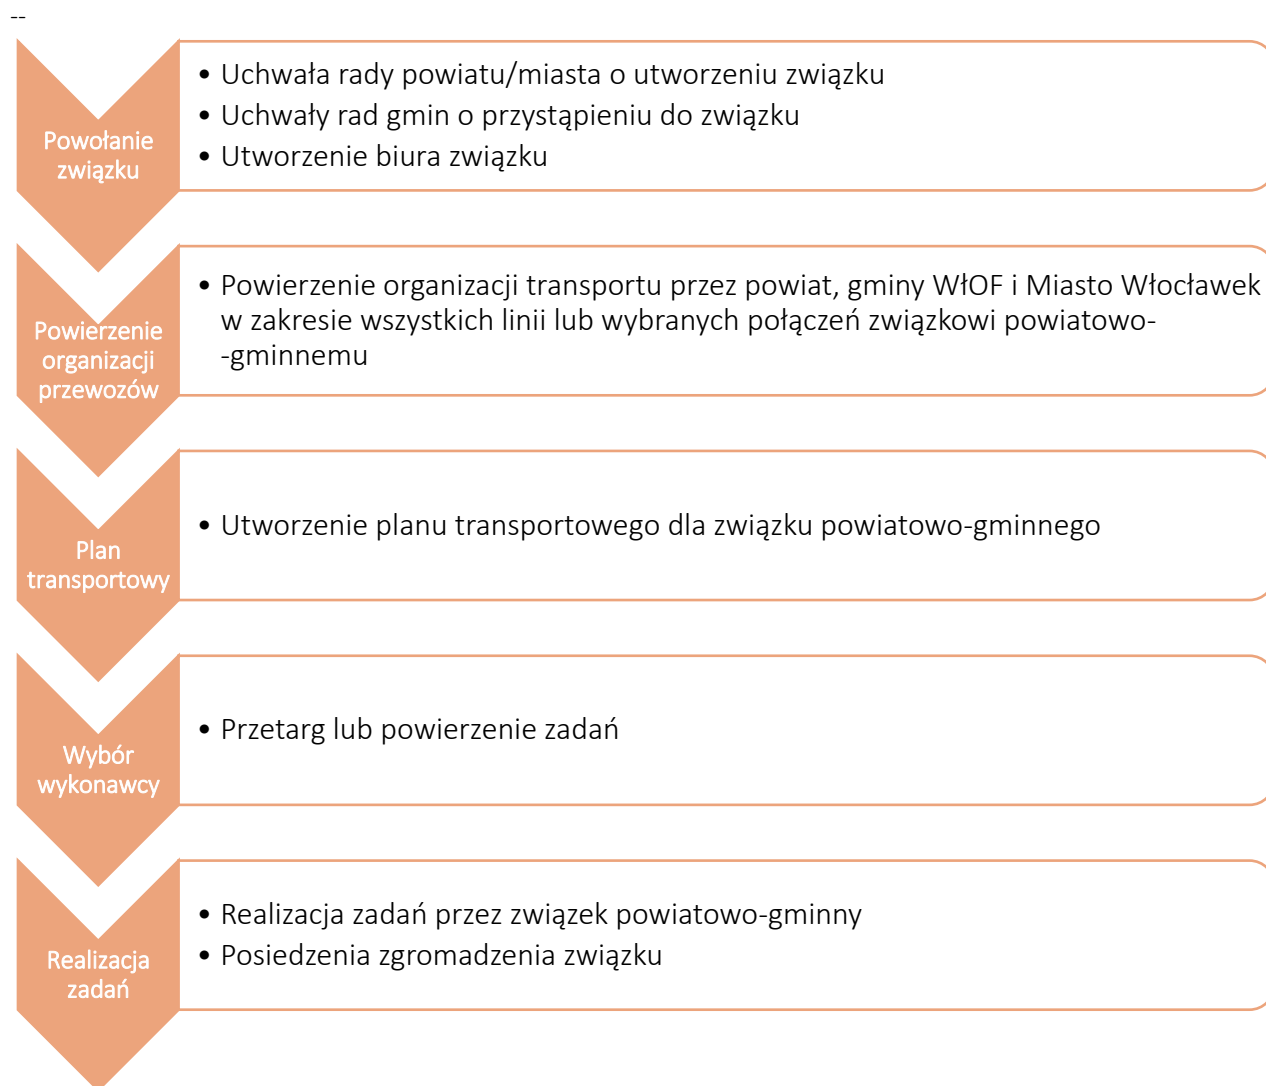 --
Powołanie
związku
• Uchwała rady powiatu/miasta o utworzeniu związku
• Uchwały rad gmin o przystąpieniu do związku
• Utworzenie biura związku
Powierzenie
organizacji
przewozów
• Powierzenie organizacji transportu przez powiat, gminy WłOF i Miasto Włocławek
w zakresie wszystkich linii lub wybranych połączeń związkowi powiatowo-
-gminnemu
Plan
transportowy
• Utworzenie planu transportowego dla związku powiatowo-gminnego
Wybór
wykonawcy
• Przetarg lub powierzenie zadań
Realizacja
zadań
• Realizacja zadań przez związek powiatowo-gminny
• Posiedzenia zgromadzenia związku